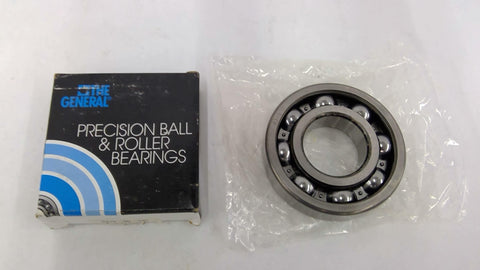 THE
GENERAL®
PRECISION BALL
& ROLLER
BEARINGS